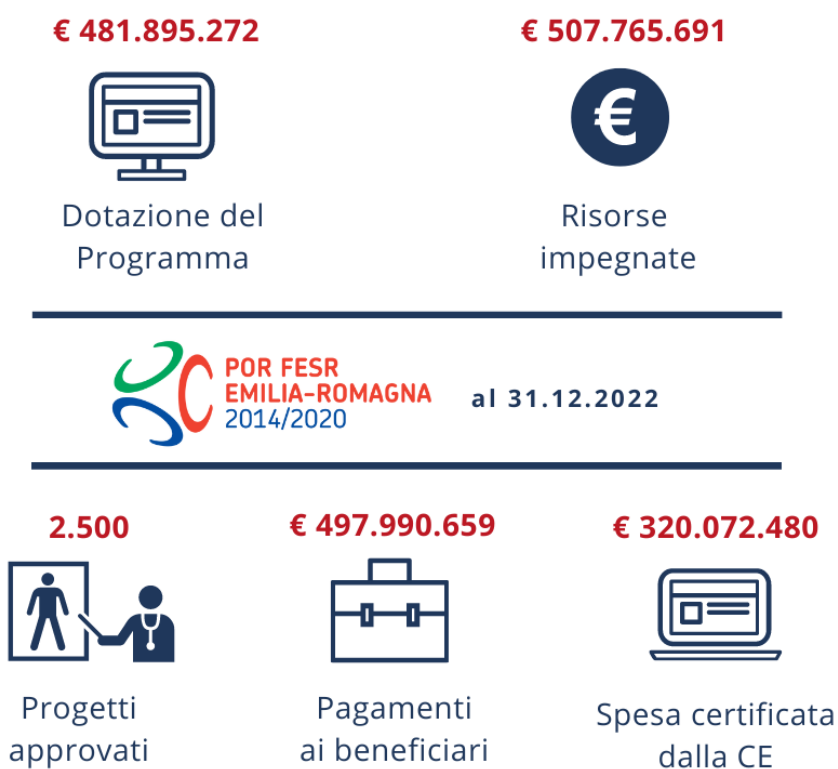 € 481.895.272
€ 507.765.691
€
Dotazione del
Programma
Risorse
impegnate
POR FESR
EMILIA-ROMAGNA
2014/2020
al 31.12.2022
2.500
€ 497.990.659
€ 320.072.480
Progetti
approvati
Pagamenti
ai beneficiari
Spesa certificata
dalla CE